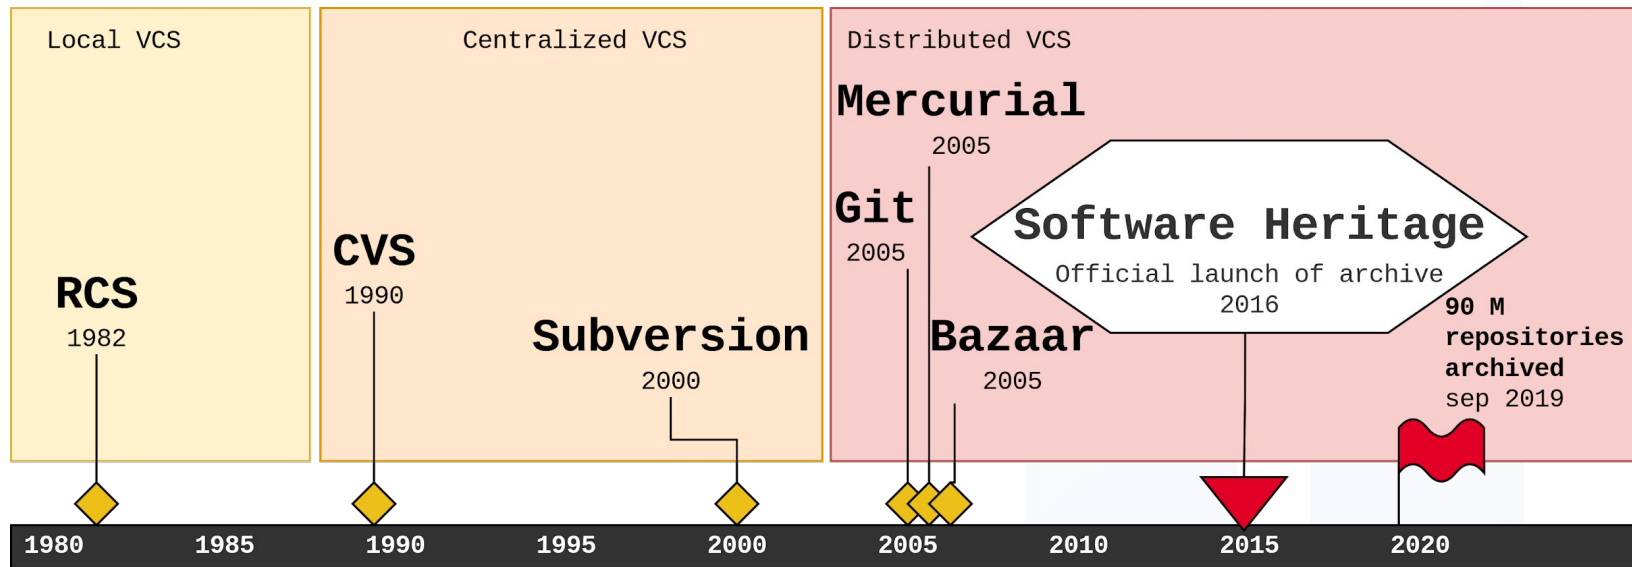 Local VCS
Centralized VCS
Distributed VCS
RCS
1982
CVS
1990
Subversion
2000
Mercurial
2005
Git
2005
Bazaar
2005
Software Heritage
Official launch of archive
2016
90 M
repositories
archived
sep 2019
1980 1985 1990 1995 2000 2005 2010 2015 2020